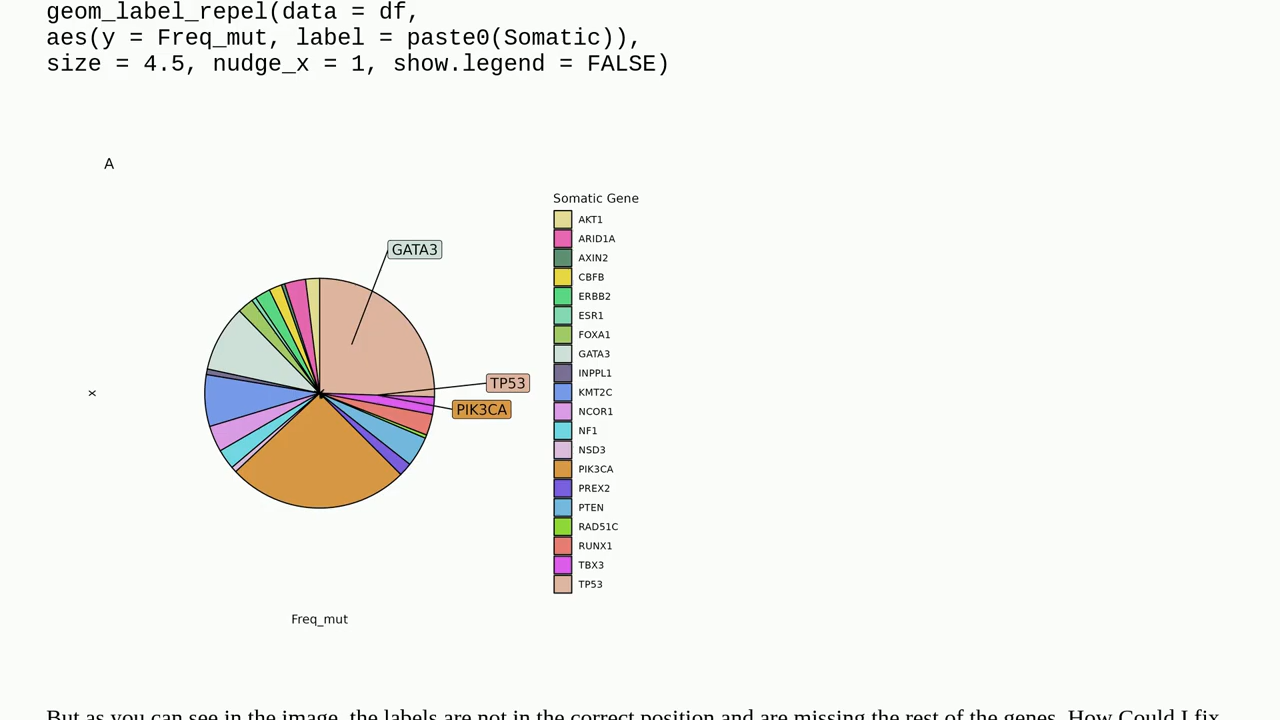 geom_label_repel(data = df,
aes(y = Freq_mut, label = paste0(Somatic)),
size = 4.5, nudge_x = 1, show.legend = FALSE)
A
Somatic Gene
AKT1
ARID1A
AXIN2
CBFB
ERBB2
ESR1
FOXA1
GATA3
INPPL1
KMT2C
NCOR1
NF1
NSD3
PIK3CA
PREX2
PTEN
RAD51C
RUNX1
TBX3
TP53
GATA3
TP53
PIK3CA
x
Freq_mut
But as you can see in the image, the labels are not in the correct position and are missing the rest of the genes. How Could I fix